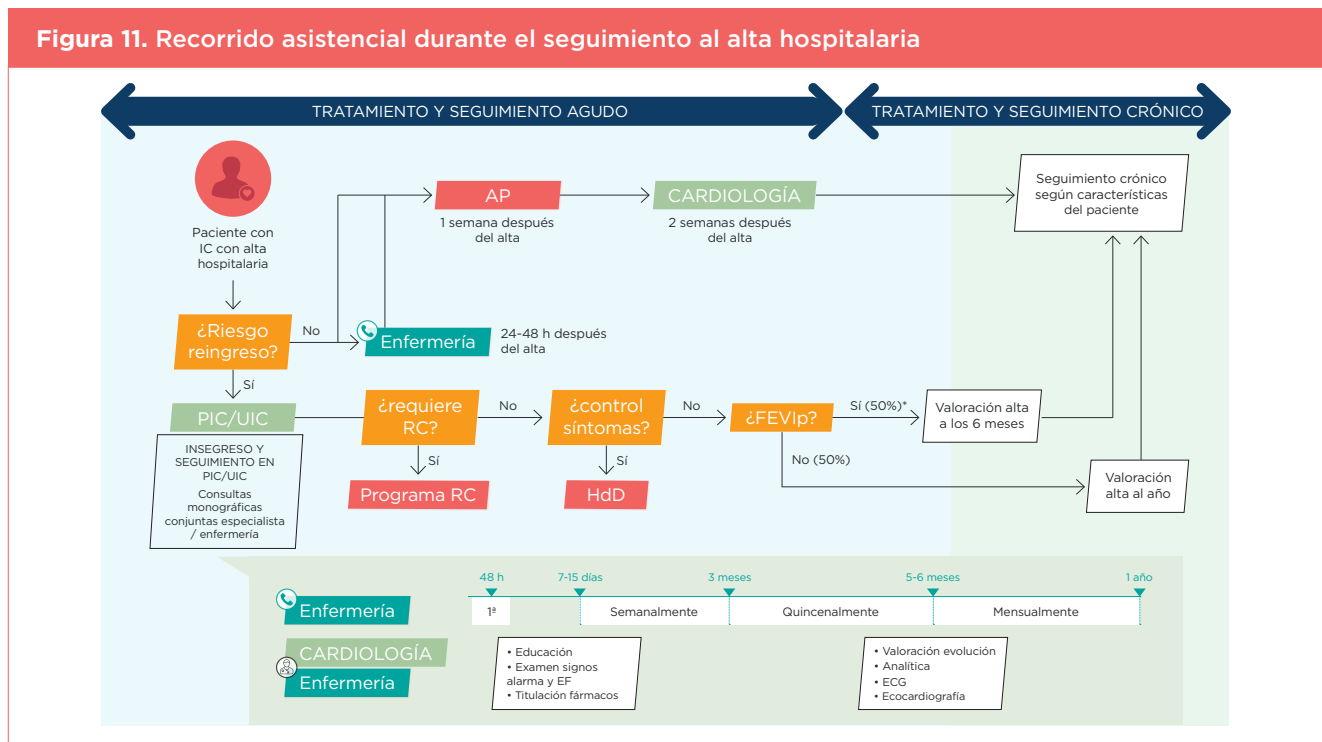 Figura 11. Recorrido asistencial durante el seguimiento al alta hospitalaria
TRATAMIENTO Y SEGUIMIENTO AGUDO
TRATAMIENTO Y SEGUIMIENTO CRÓNICO
Paciente con
IC con alta
hospitalaria
AP
1 semana después
del alta
CARDIOLOGÍA
2 semanas después
del alta
Seguimiento crónico
según características
del paciente
¿Riesgo
reingreso?
No
Enfermería
24-48 h después
del alta
Sí
PIC/UIC
INSEGRESO Y
SEGUIMIENTO EN
PIC/UIC
Consultas
monográficas
conjuntas especialista
/ enfermería
¿requiere
RC?
No
Sí
Programa RC
¿control
síntomas?
No
Sí
HdD
¿FEVIp?
Sí (50%)*
No (50%)
Valoración alta
a los 6 meses
Valoración
alta al año
Enfermería
48 h
7-15 días
3 meses
5-6 meses
1 año
1ª
Semanalmente
Quincenalmente
Mensualmente
CARDIOLOGÍA
Enfermería
• Educación
• Examen signos
alarma y EF
• Titulación fármacos
• Valoración evolución
• Analítica
• ECG
• Ecocardiografía